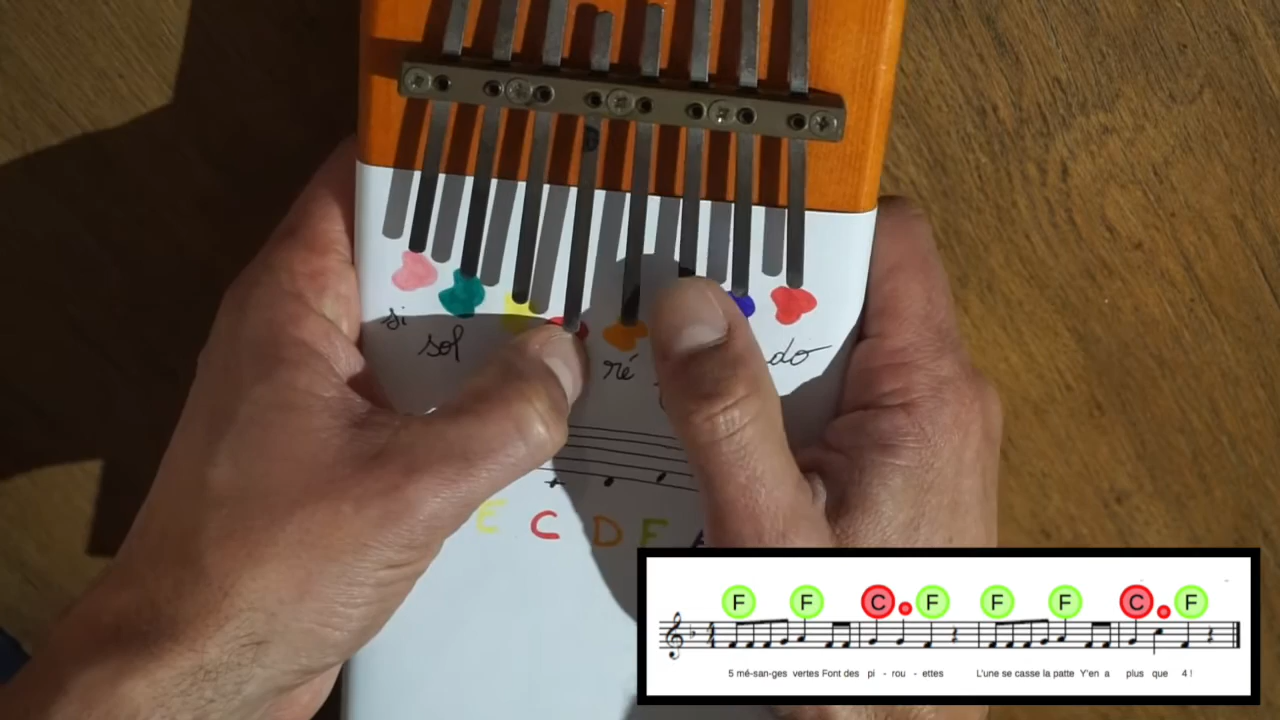 si
sol
ré
do
E C D F
F F C F F F C F
5 mé-san-ges vertes Font des pi - rou - ettes L'une se casse la patte Y'en a plus que 4 !